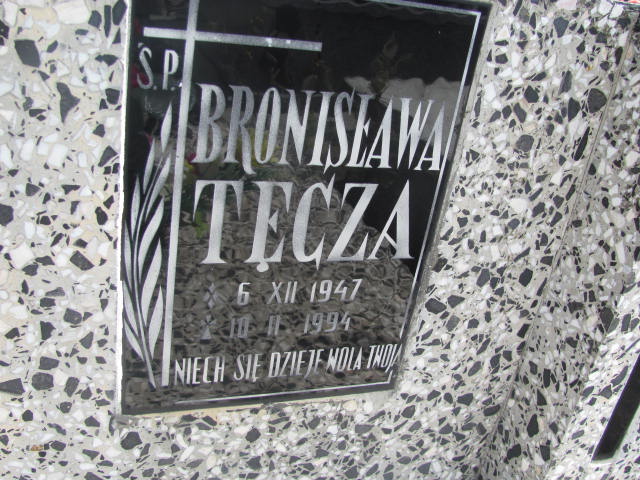 Ś.P.
BRONISŁAWA
TĘCZA
6 XII 1947
10 II 1994
NIECH SIĘ DZIEJE WOLA TWOJA